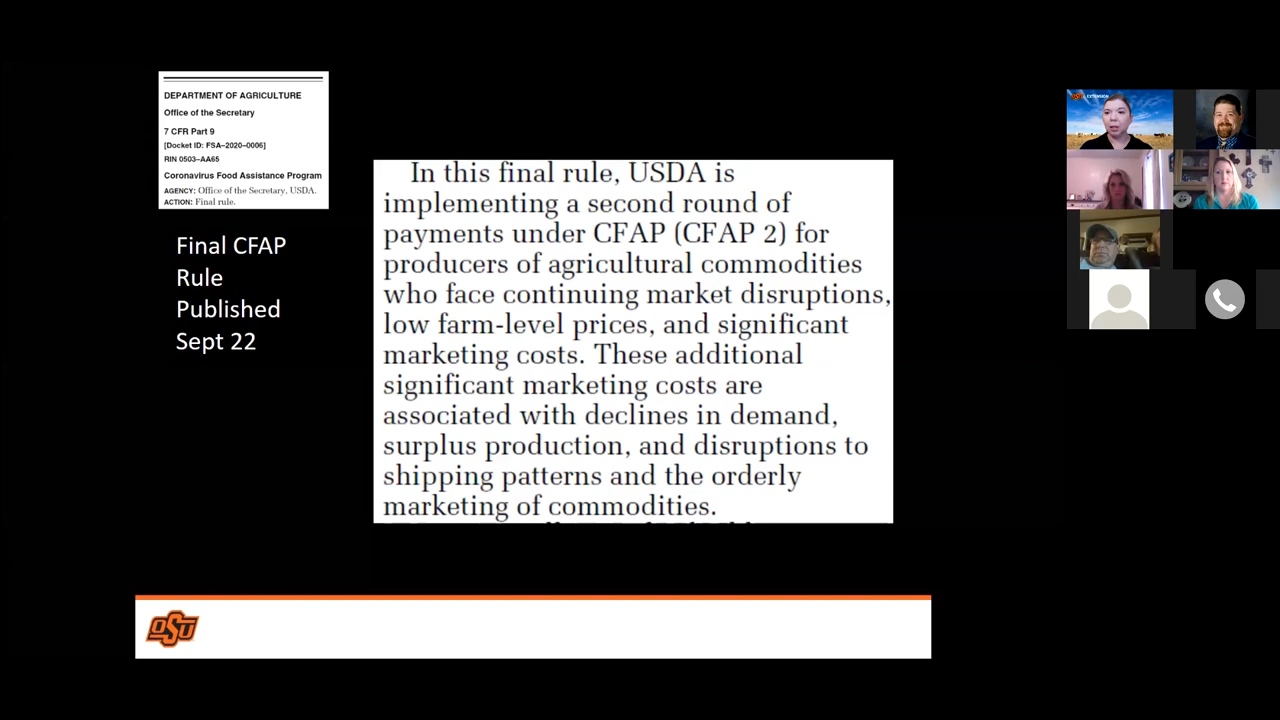 DEPARTMENT OF AGRICULTURE
Office of the Secretary
7 CFR Part 9
[Docket ID: FSA–2020–0006]
RIN 0503–AA65
Coronavirus Food Assistance Program
AGENCY: Office of the Secretary, USDA.
ACTION: Final rule.
Final CFAP
Rule
Published
Sept 22
In this final rule, USDA is
implementing a second round of
payments under CFAP (CFAP 2) for
producers of agricultural commodities
who face continuing market disruptions,
low farm-level prices, and significant
marketing costs. These additional
significant marketing costs are
associated with declines in demand,
surplus production, and disruptions to
shipping patterns and the orderly
marketing of commodities.
OSU
OSU EXTENSION